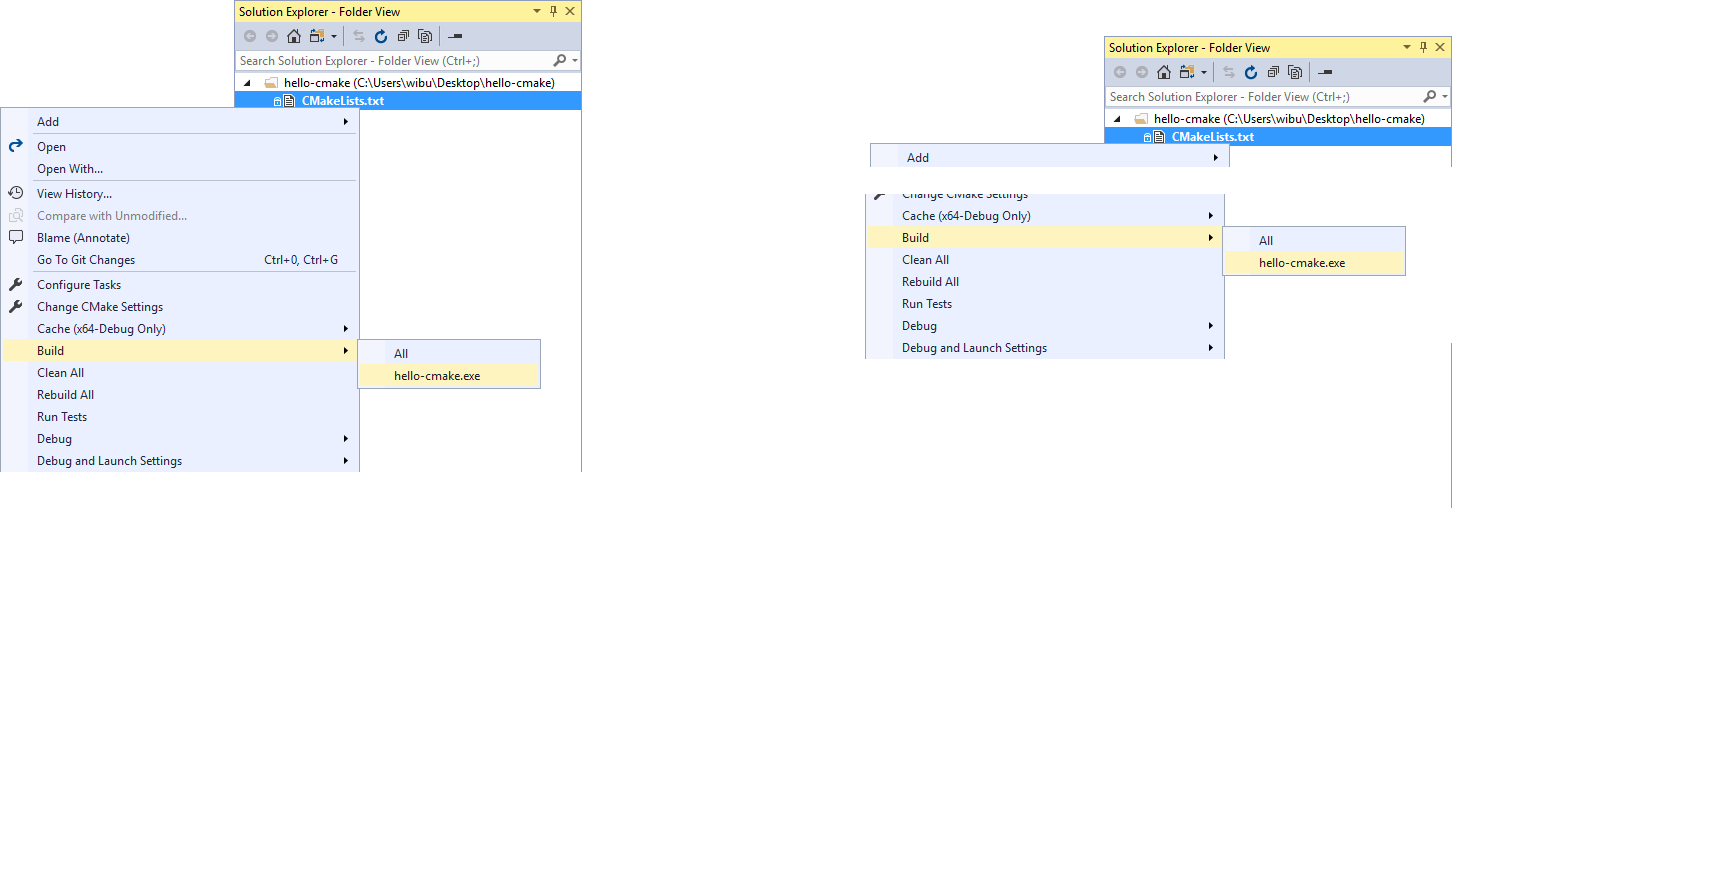 Solution Explorer - Folder View
Search Solution Explorer - Folder View (Ctrl+;)
hello-cmake (C:\Users\wibu\Desktop\hello-cmake)
CMakeLists.txt
Add
Open
Open With...
View History...
Compare with Unmodified...
Blame (Annotate)
Go To Git Changes Ctrl+0, Ctrl+G
Configure Tasks
Change CMake Settings
Cache (x64-Debug Only)
Build
All
hello-cmake.exe
Clean All
Rebuild All
Run Tests
Debug
Debug and Launch Settings
Solution Explorer - Folder View
Search Solution Explorer - Folder View (Ctrl+;)
hello-cmake (C:\Users\wibu\Desktop\hello-cmake)
CMakeLists.txt
Add
Change CMake Settings
Cache (x64-Debug Only)
Build
All
hello-cmake.exe
Clean All
Rebuild All
Run Tests
Debug
Debug and Launch Settings